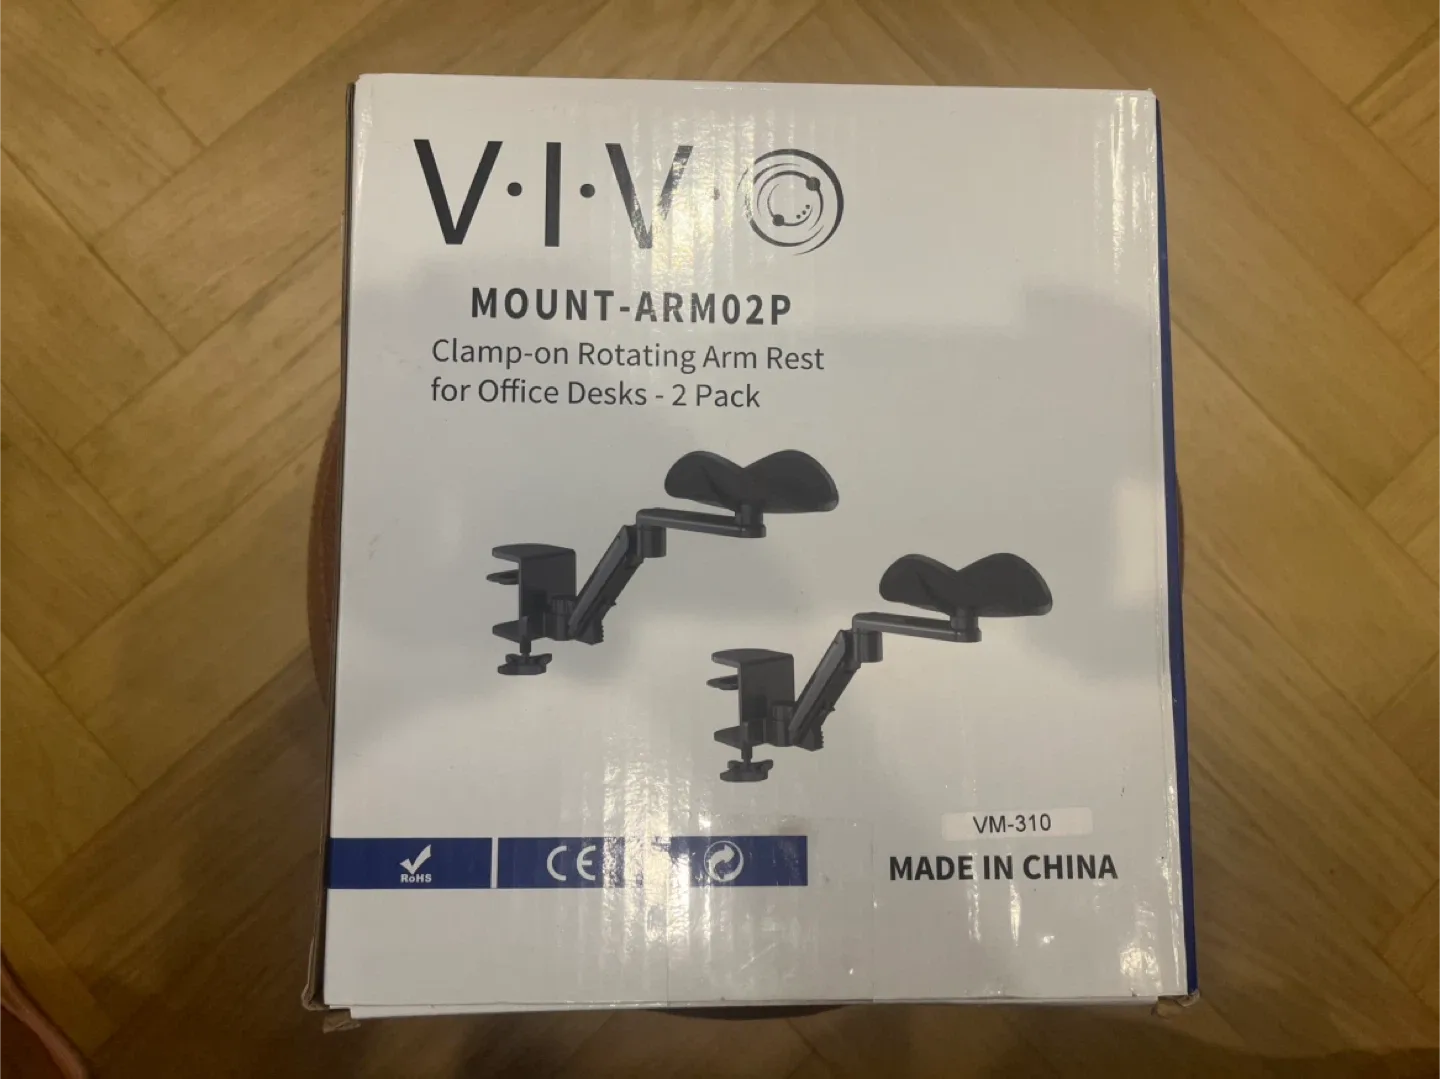 V·I·V·O
MOUNT-ARM02P
Clamp-on Rotating Arm Rest
for Office Desks - 2 Pack
VM-310
MADE IN CHINA
RoHS
CE